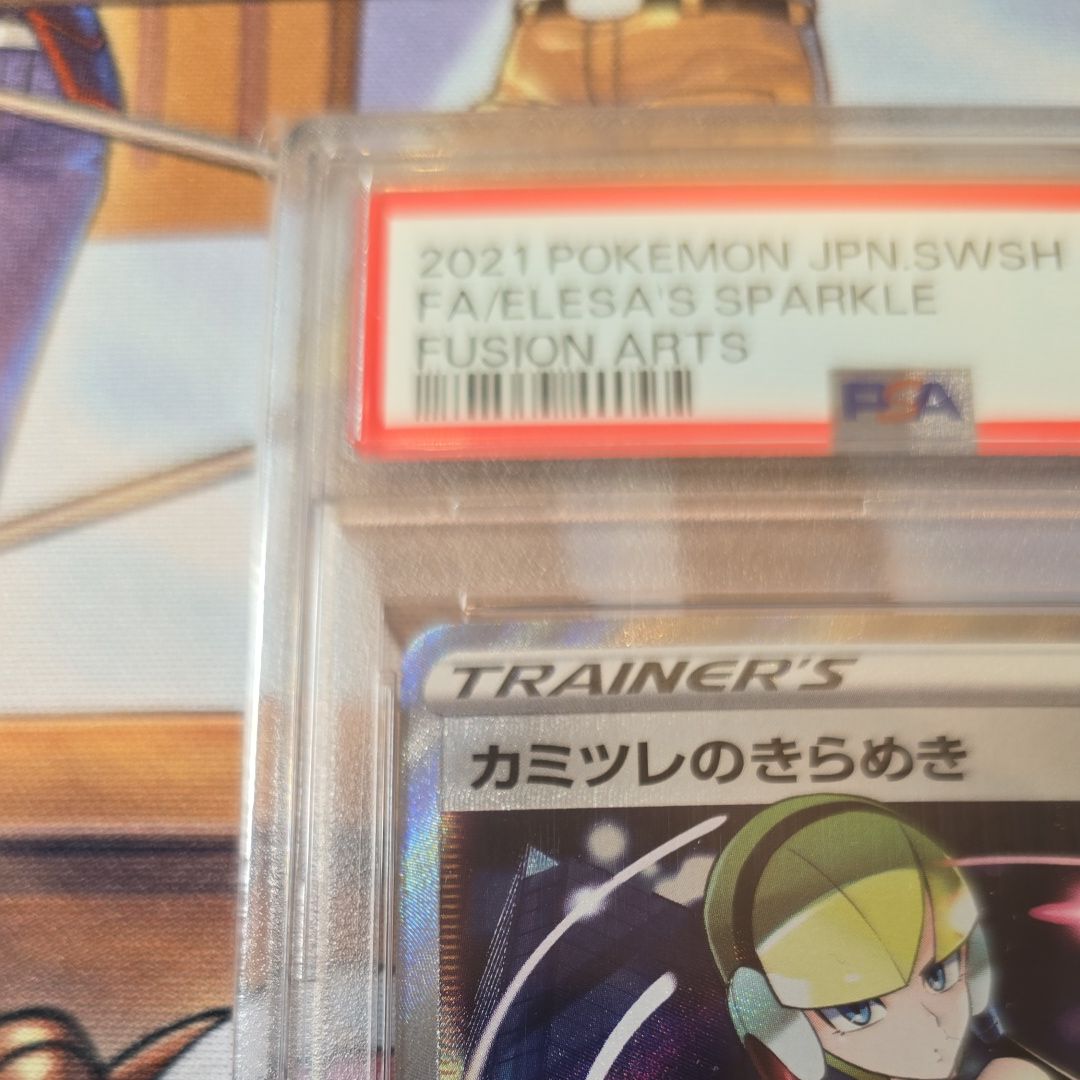 2021 POKEMON JPN.SWSH
FA/ELESA'S SPARKLE
FUSION ARTS
PSA
TRAINER'S
カミツレのきらめき